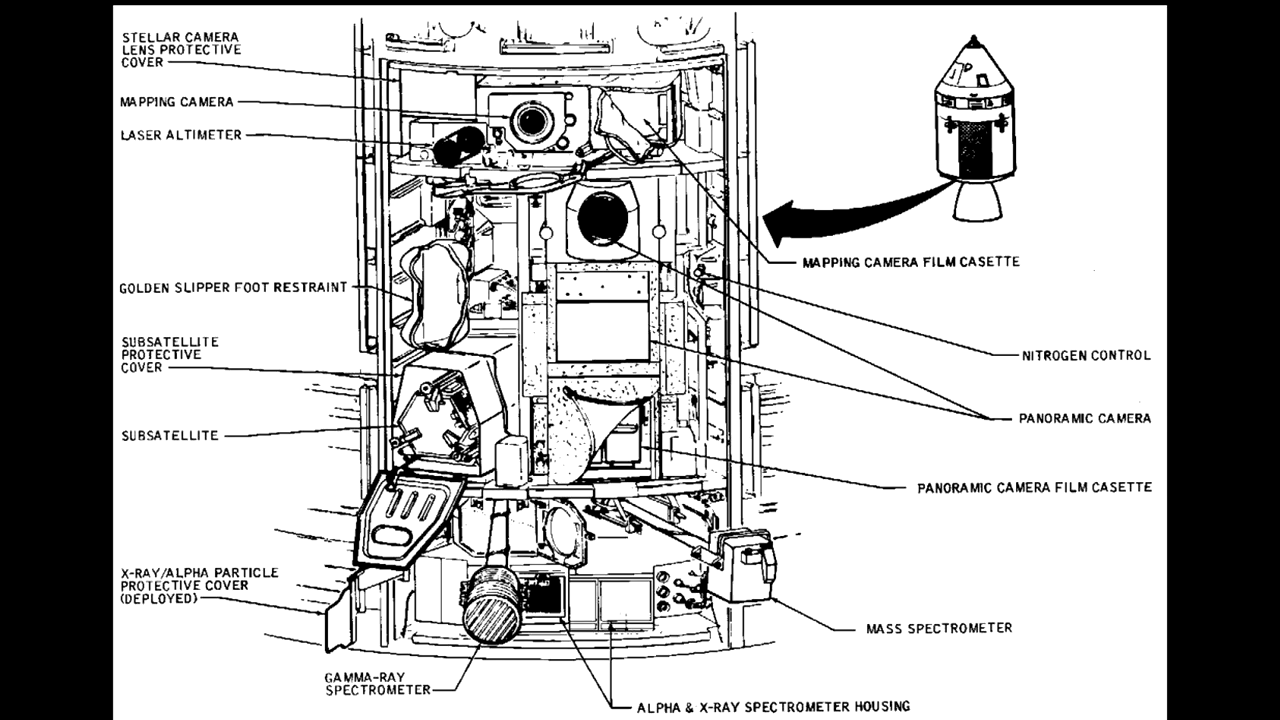 STELLAR CAMERA
LENS PROTECTIVE
COVER
MAPPING CAMERA
LASER ALTIMETER
GOLDEN SLIPPER FOOT RESTRAINT
SUBSATELLITE
PROTECTIVE
COVER
SUBSATELLITE
X-RAY/ALPHA PARTICLE
PROTECTIVE COVER
(DEPLOYED)
GAMMA-RAY
SPECTROMETER
MAPPING CAMERA FILM CASETTE
NITROGEN CONTROL
PANORAMIC CAMERA
PANORAMIC CAMERA FILM CASETTE
MASS SPECTROMETER
ALPHA & X-RAY SPECTROMETER HOUSING